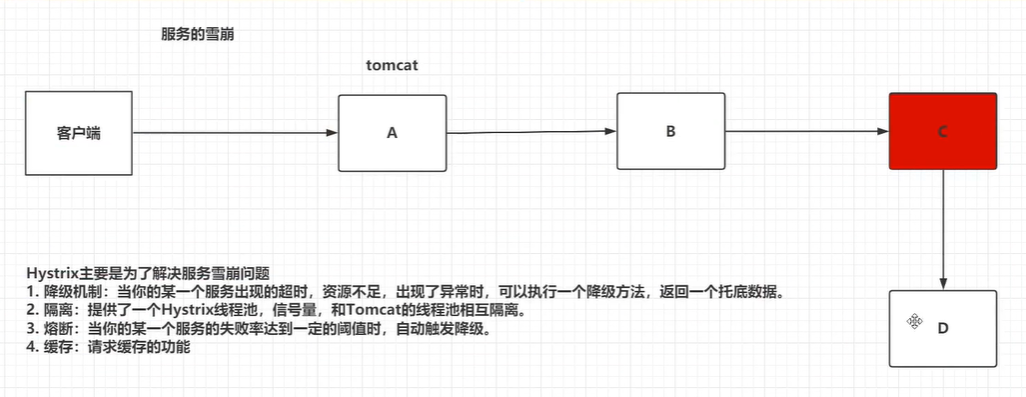 服务的雪崩
tomcat
客户端
A
B
C
D
Hystrix主要是为了解决服务雪崩问题
1. 降级机制：当你的某一个服务出现的超时，资源不足，出现了异常时，可以执行一个降级方法，返回一个托底数据。
2. 隔离：提供了一个Hystrix线程池，信号量，和Tomcat的线程池相互隔离。
3. 熔断：当你的某一个服务的失败率达到一定的阈值时，自动触发降级。
4. 缓存：请求缓存的功能